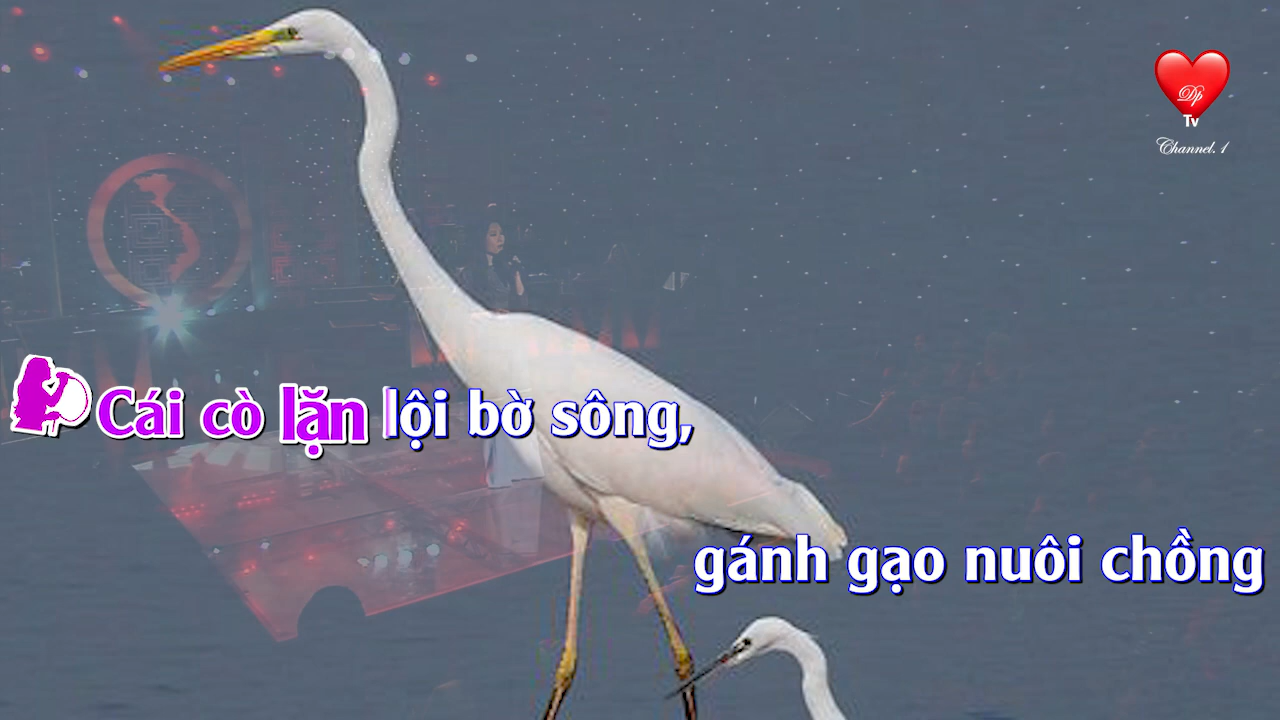 Dp
Tv
Channel. 1
Cái cò lặn lội bờ sông,
gánh gạo nuôi chồng